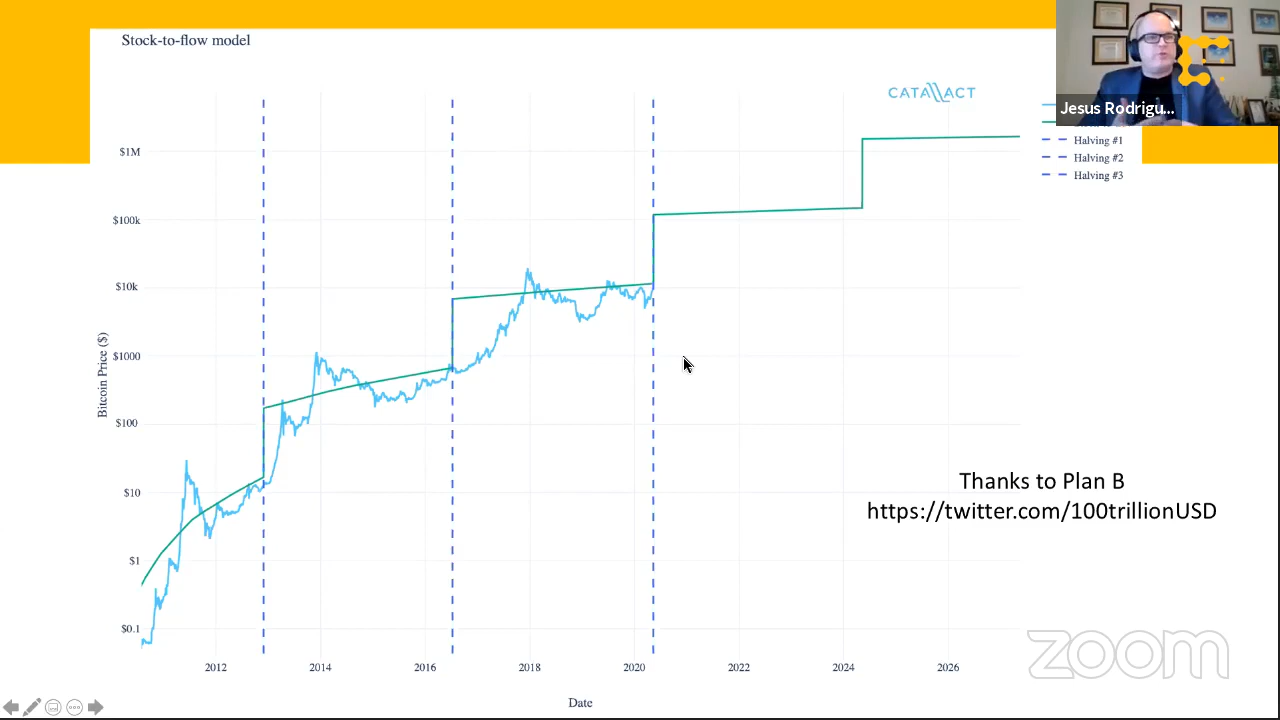 Stock-to-flow model
CATALLACT
Jesus Rodrigu...
Halving #1
Halving #2
Halving #3
$1M
$100k
$10k
$1000
$100
$10
$1
$0.1
Bitcoin Price ($)
2012 2014 2016 2018 2020 2022 2024 2026
Date
Thanks to Plan B
https://twitter.com/100trillionUSD
zoom